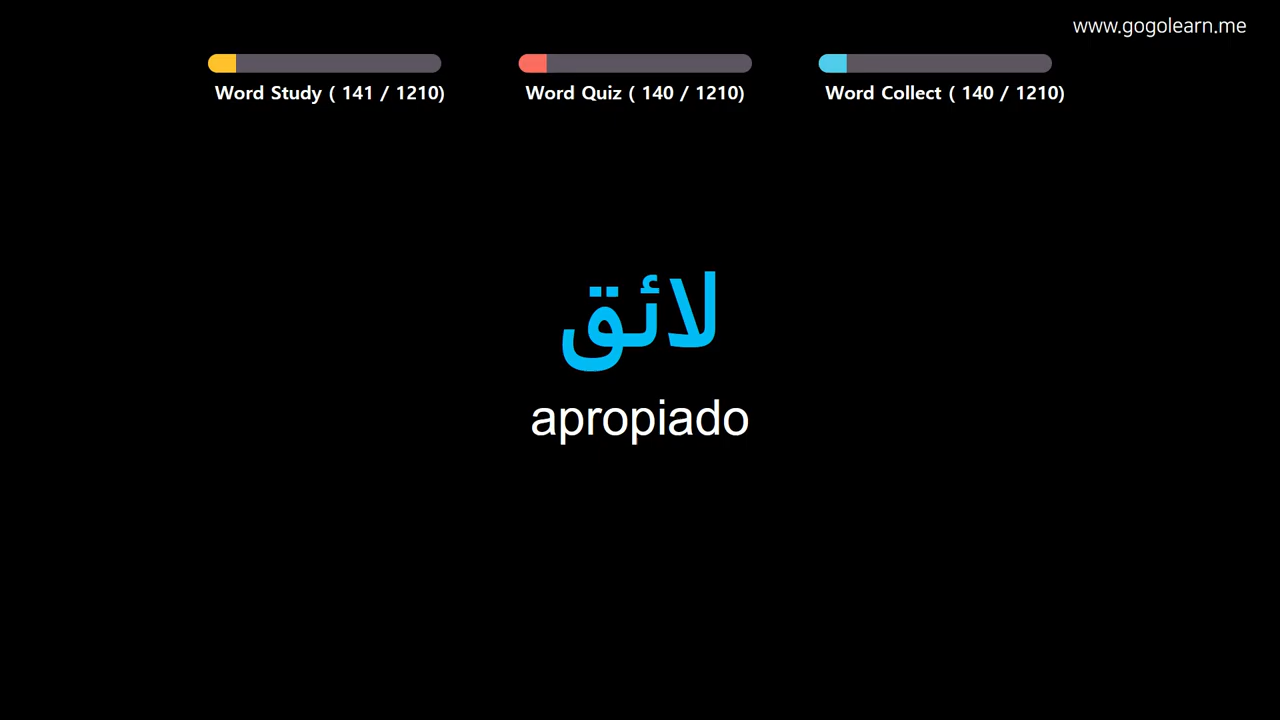 www.gogolearn.me
Word Study ( 141 / 1210)
Word Quiz ( 140 / 1210)
Word Collect ( 140 / 1210)
لائق
apropiado